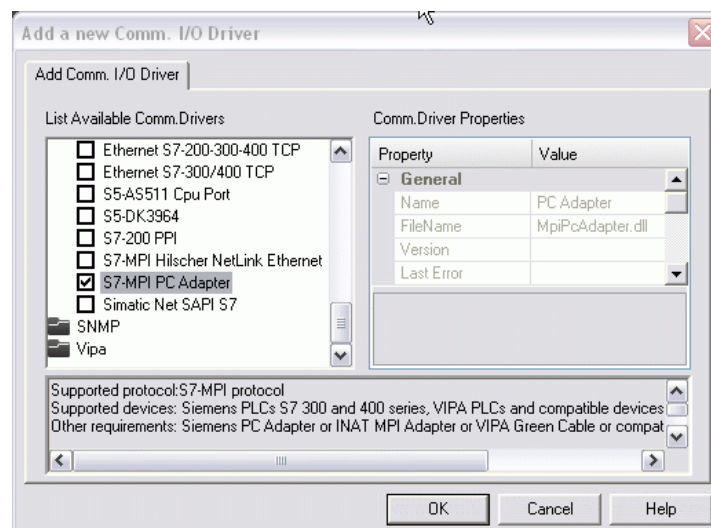 Add a new Comm. I/O Driver
Add Comm. I/O Driver
List Available Comm.Drivers
Ethernet S7-200-300-400 TCP
Ethernet S7-300/400 TCP
S5-AS511 Cpu Port
S5-DK3964
S7-200 PPI
S7-MPI Hilscher NetLink Ethernet
S7-MPI PC Adapter
Simatic Net SAPI S7
SNMP
Vipa
Comm.Driver Properties
Property Value
General
Name PC Adapter
FileName MpiPcAdapter.dll
Version
Last Error
Supported protocol:S7-MPI protocol
Supported devices: Siemens PLCs S7 300 and 400 series, VIPA PLCs and compatible devices
Other requirements: Siemens PC Adapter or INAT MPI Adapter or VIPA Green Cable or compat
OK Cancel Help